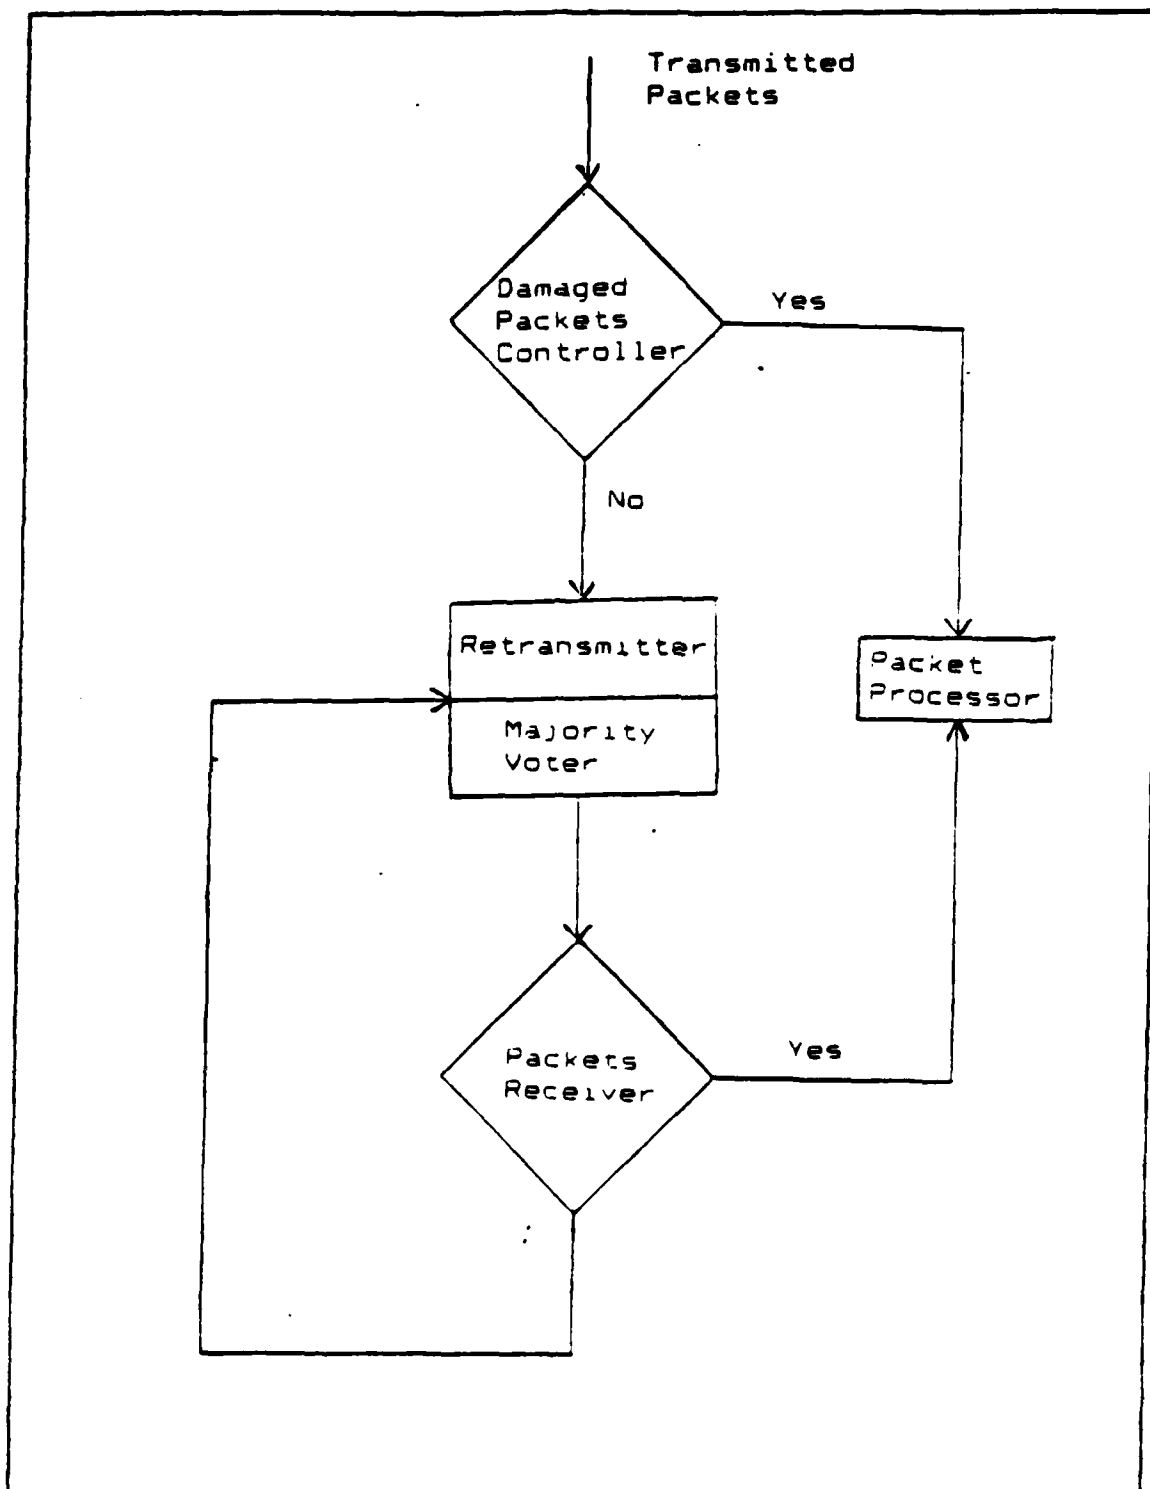 Transmitted
Packets
Damaged
Packets
Controller
Yes
No
Retransmitter
Packet
Processor
Majority
Voter
Yes
Packets
Receiver